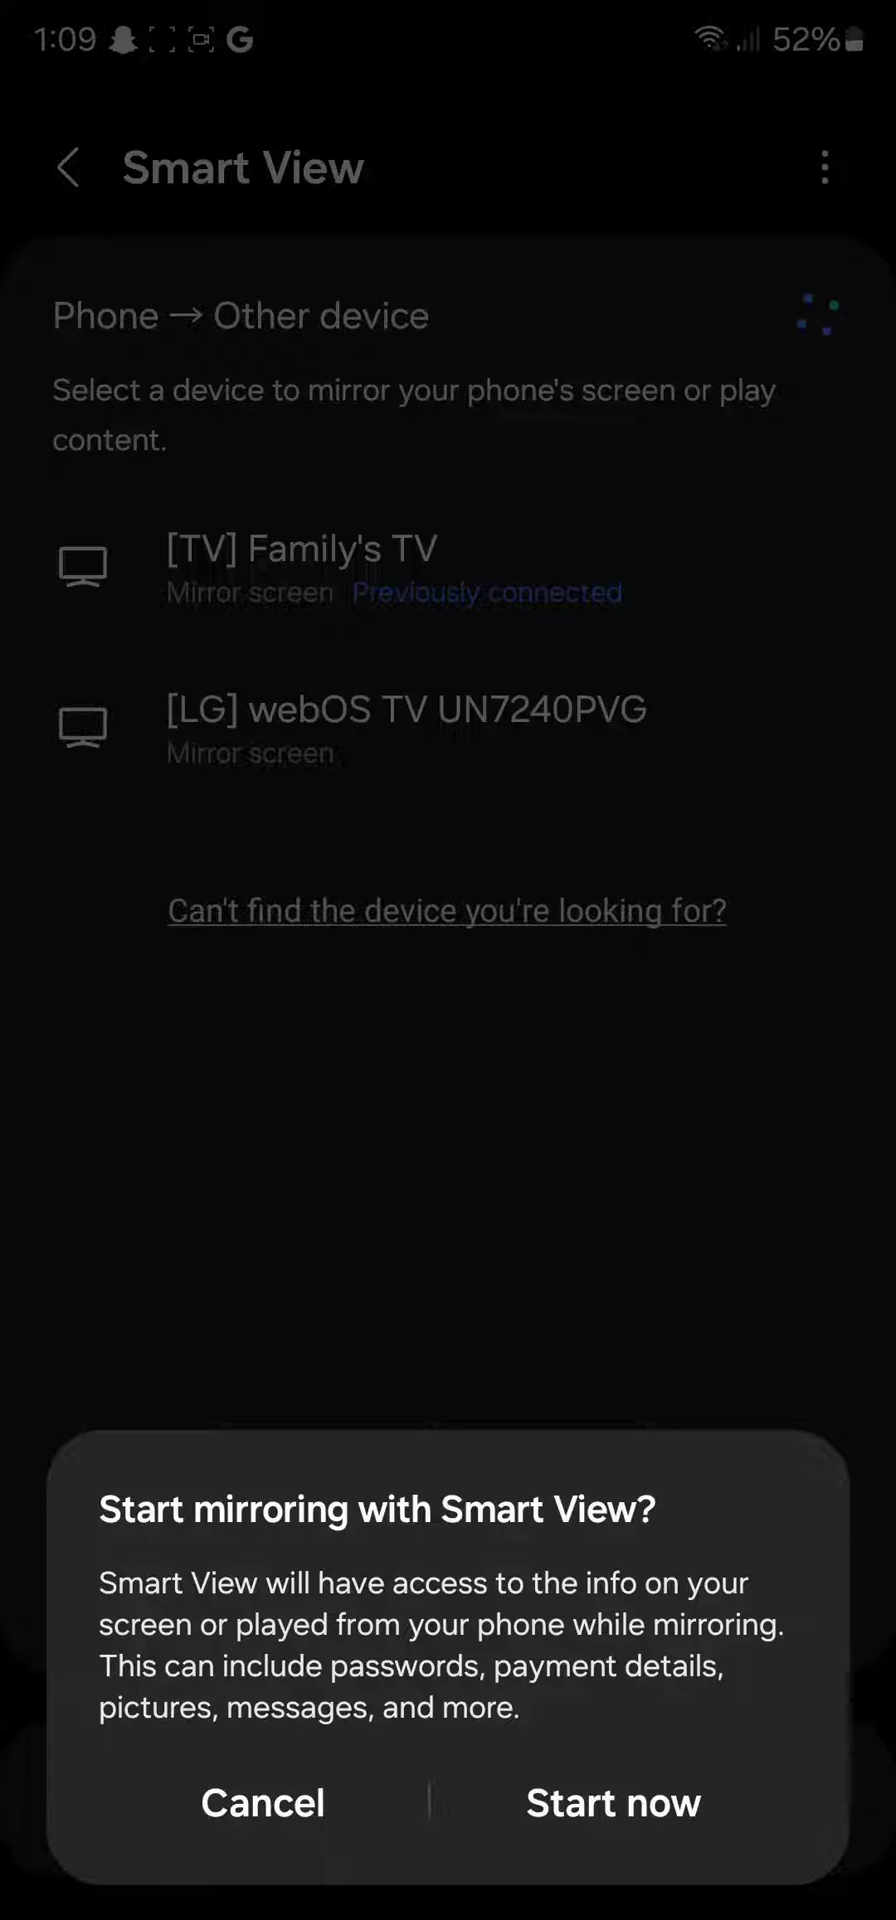 1:09 G 52%
Smart View
Phone → Other device
Select a device to mirror your phone's screen or play
content.
[TV] Family's TV
Mirror screen Previously connected
[LG] webOS TV UN7240PVG
Mirror screen
Can't find the device you're looking for?
Start mirroring with Smart View?
Smart View will have access to the info on your
screen or played from your phone while mirroring.
This can include passwords, payment details,
pictures, messages, and more.
Cancel | Start now